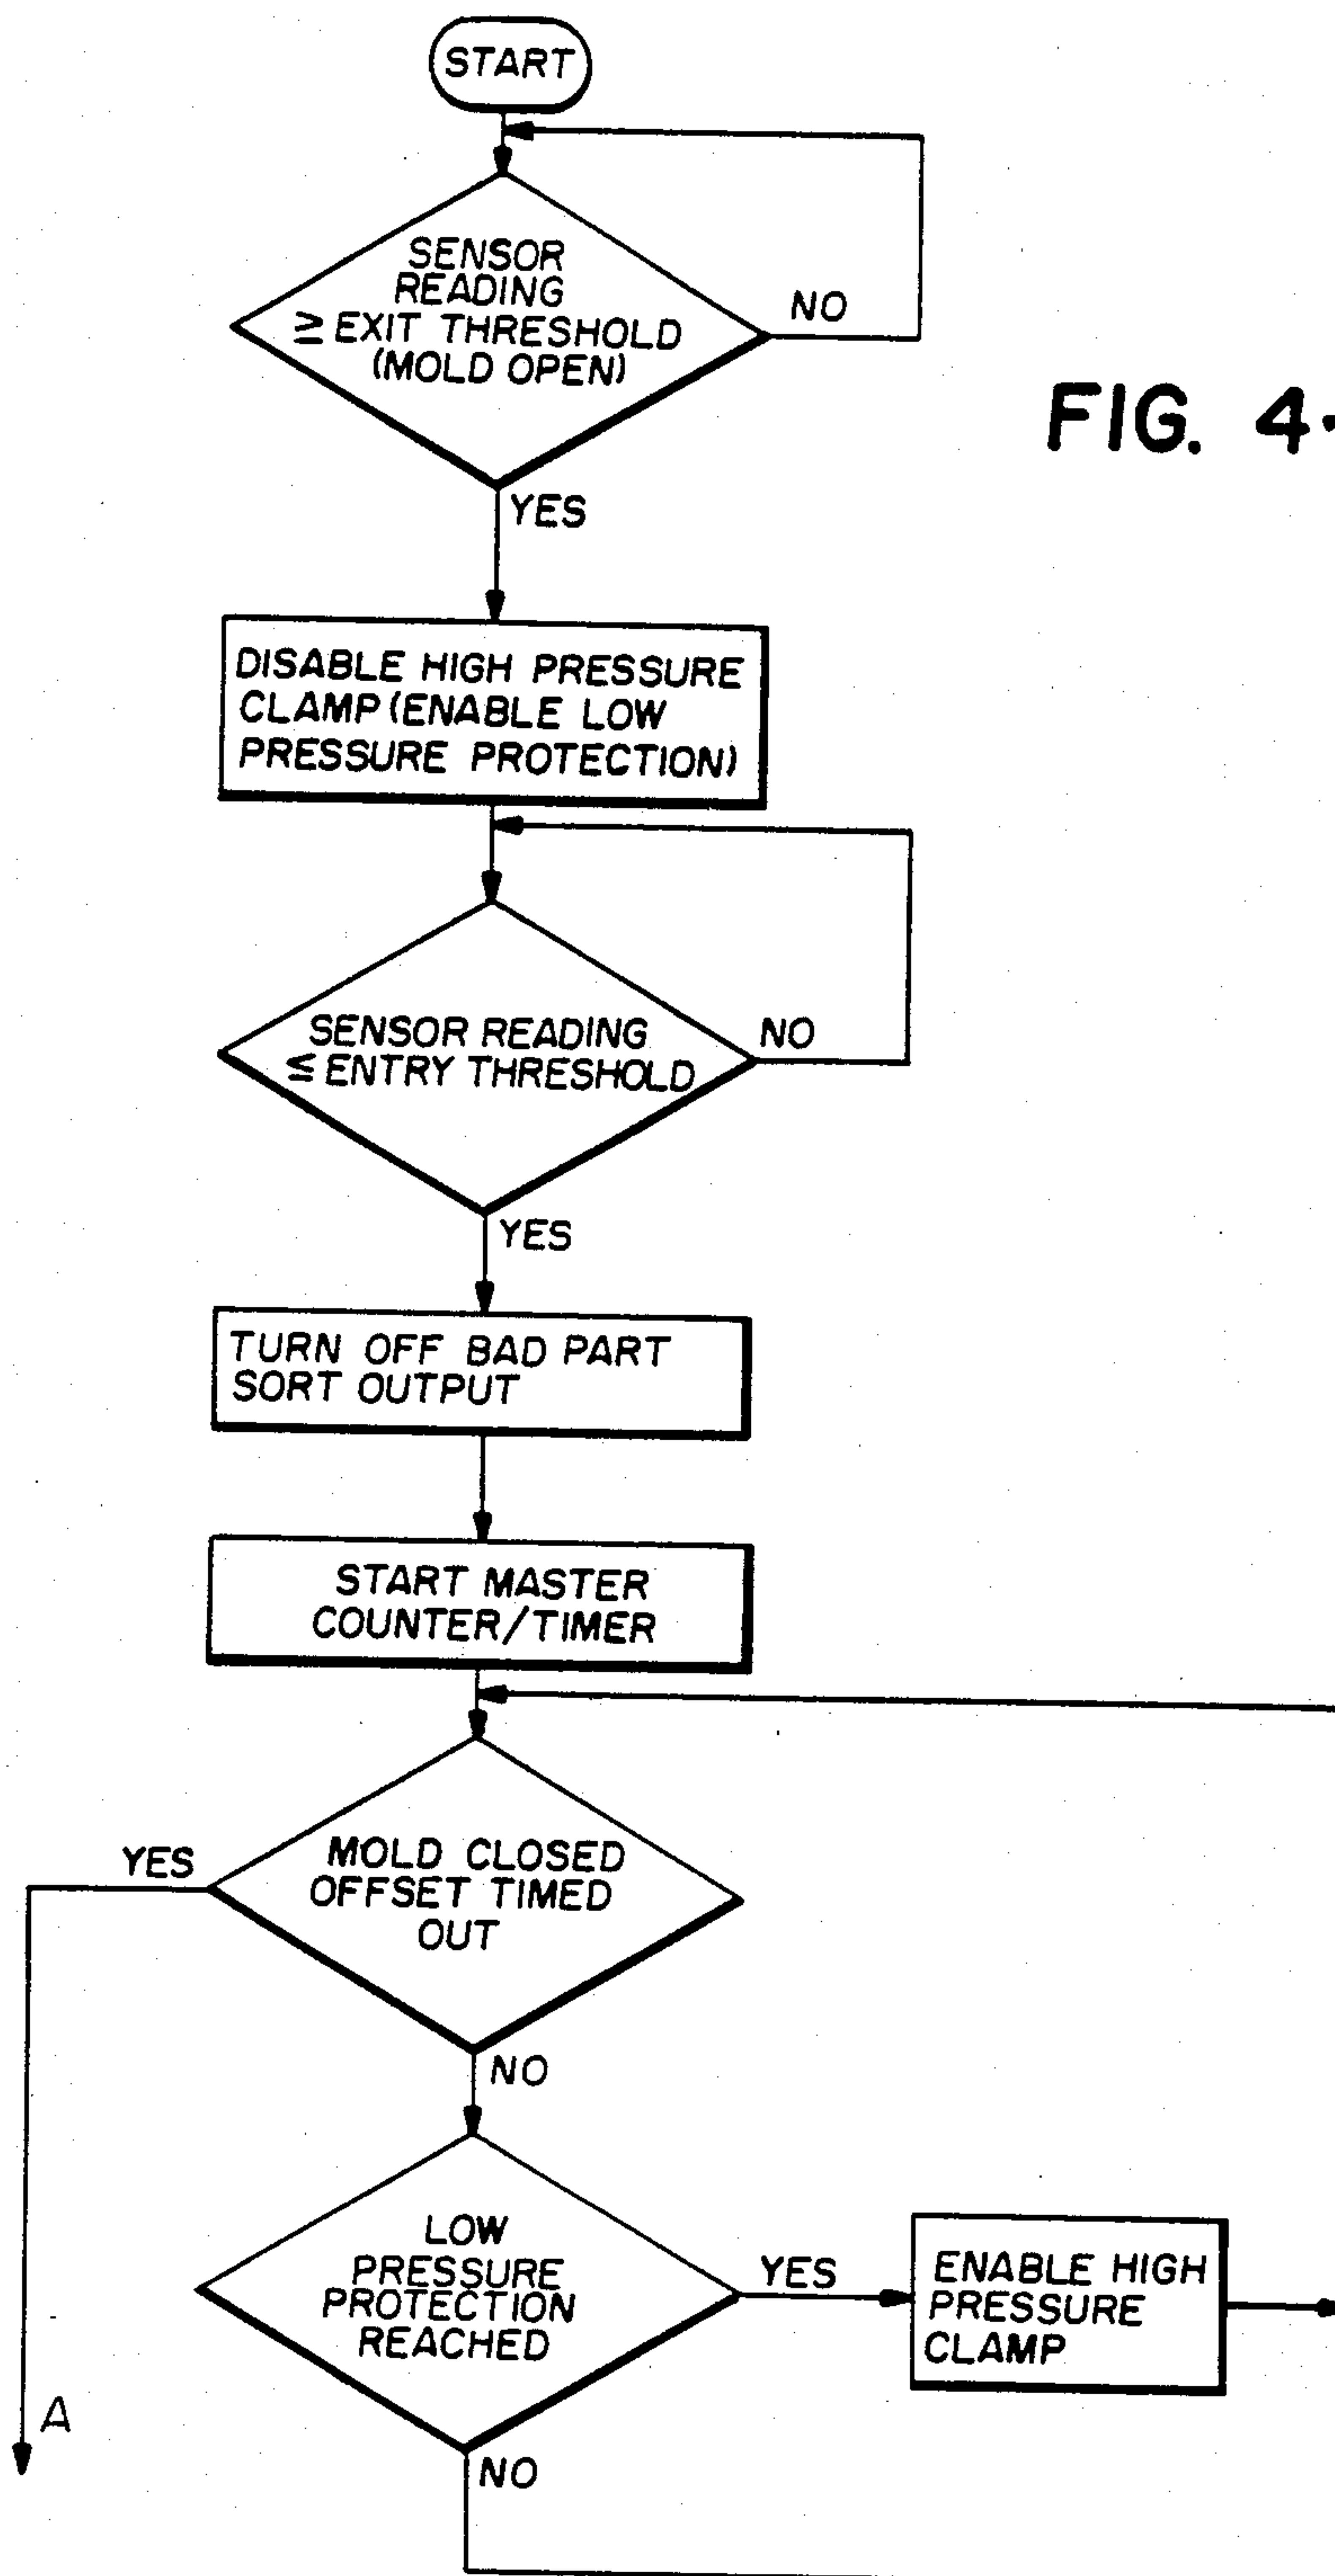 START
SENSOR
READING
≥ EXIT THRESHOLD
(MOLD OPEN)
NO
FIG. 4-
YES
DISABLE HIGH PRESSURE
CLAMP (ENABLE LOW
PRESSURE PROTECTION)
SENSOR READING
≤ ENTRY THRESHOLD
NO
YES
TURN OFF BAD PART
SORT OUTPUT
START MASTER
COUNTER/TIMER
YES
MOLD CLOSED
OFFSET TIMED
OUT
NO
LOW
PRESSURE
PROTECTION
REACHED
YES
ENABLE HIGH
PRESSURE
CLAMP
A
NO